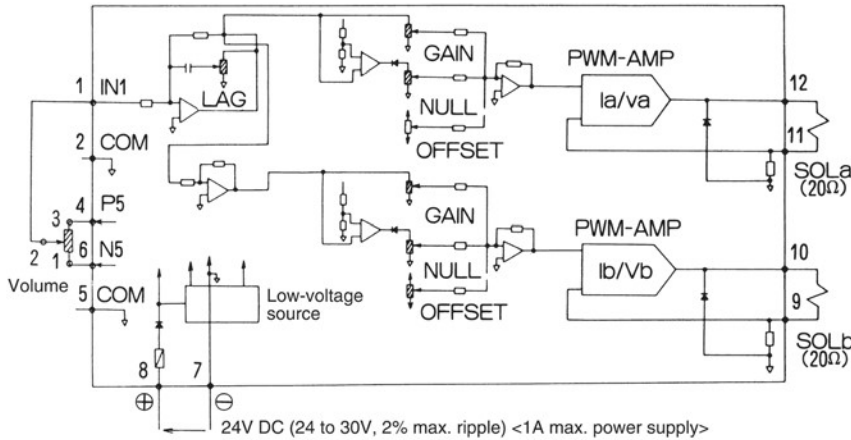 GAIN
PWM-AMP
1 IN1
LAG
Ia/va
12
NULL
2 COM
11
OFFSET
SOLa
(20Ω)
4 P5
3
GAIN
PWM-AMP
2
6 N5
1
10
Volume
NULL
Ib/Vb
5 COM
Low-voltage
source
9
OFFSET
SOLb
(20Ω)
8 7
⊕ ⊖
24V DC (24 to 30V, 2% max. ripple) <1A max. power supply>